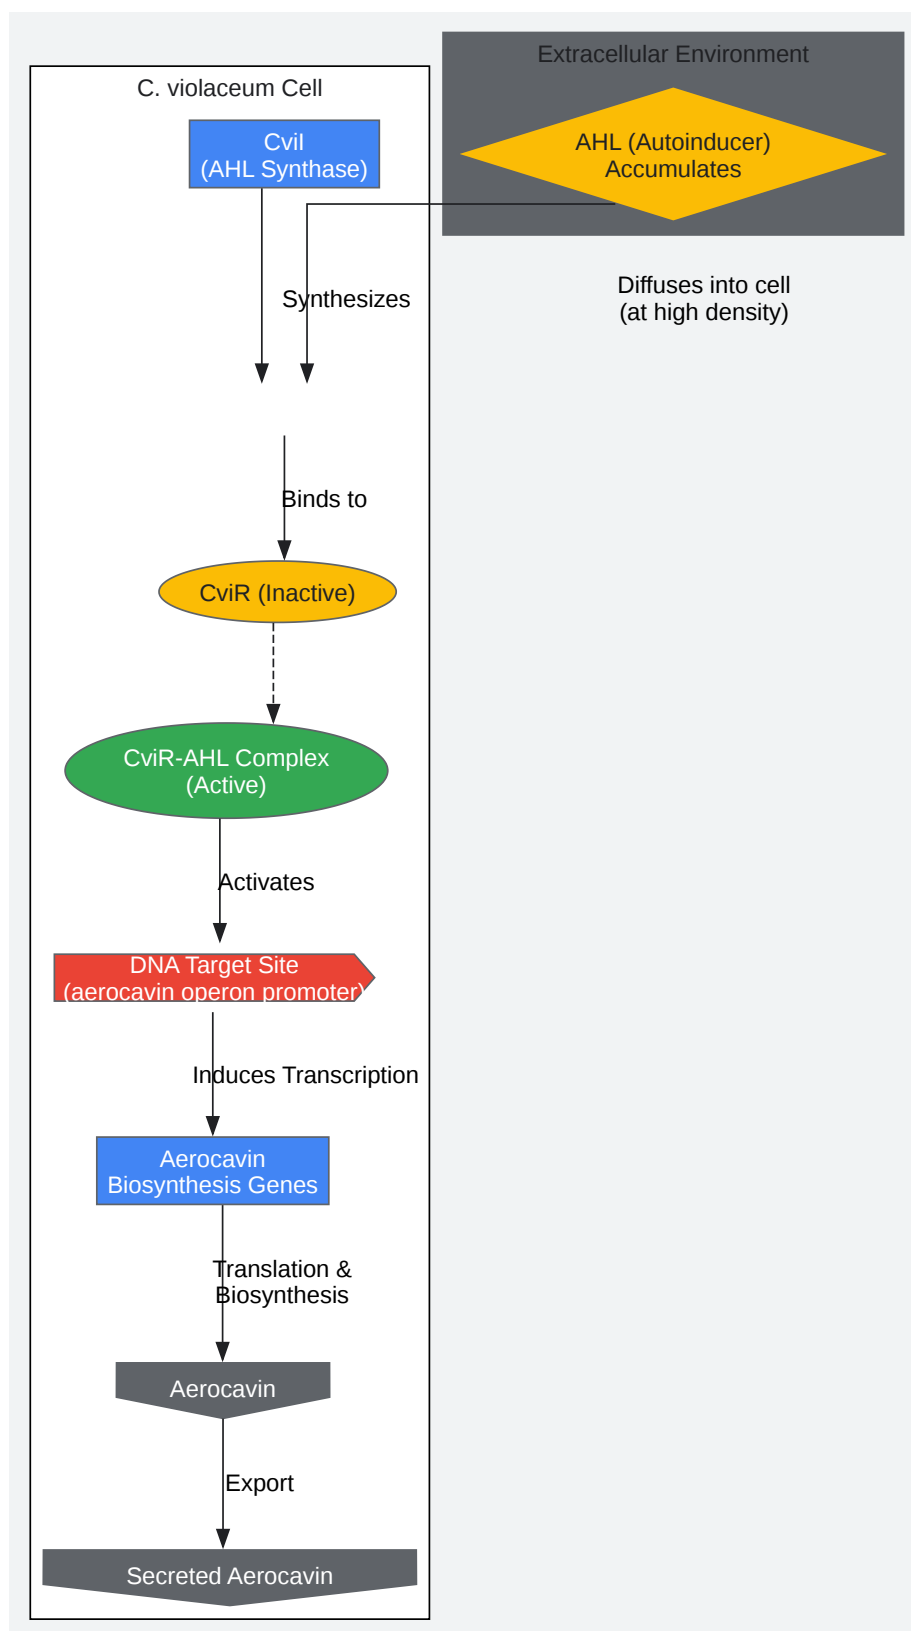 Extracellular Environment
C. violaceum Cell
CviI
(AHL Synthase)
AHL (Autoinducer)
Accumulates
Synthesizes
Diffuses into cell
(at high density)
Binds to
CviR (Inactive)
CviR-AHL Complex
(Active)
Activates
DNA Target Site
(aerocavin operon promoter)
Induces Transcription
Aerocavin
Biosynthesis Genes
Translation &
Biosynthesis
Aerocavin
Export
Secreted Aerocavin